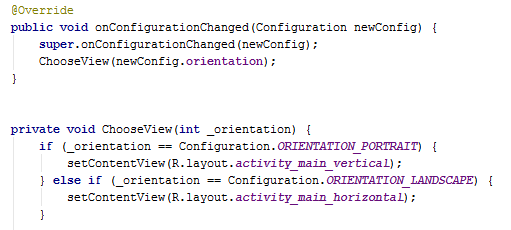 @Override
public void onConfigurationChanged(Configuration newConfig) {
    super.onConfigurationChanged(newConfig);
    ChooseView(newConfig.orientation);
}
private void ChooseView(int _orientation) {
    if (_orientation == Configuration.ORIENTATION_PORTRAIT) {
        setContentView(R.layout.activity_main_vertical);
    } else if (_orientation == Configuration.ORIENTATION_LANDSCAPE) {
        setContentView(R.layout.activity_main_horizontal);
    }